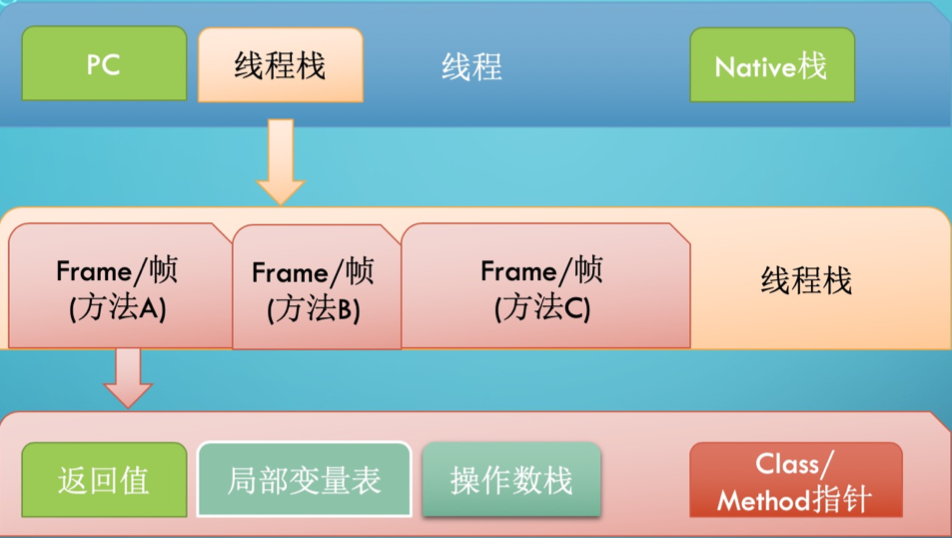 PC
线程栈
线程
Native栈
Frame/帧
(方法A)
Frame/帧
(方法B)
Frame/帧
(方法C)
线程栈
返回值
局部变量表
操作数栈
Class/
Method指针